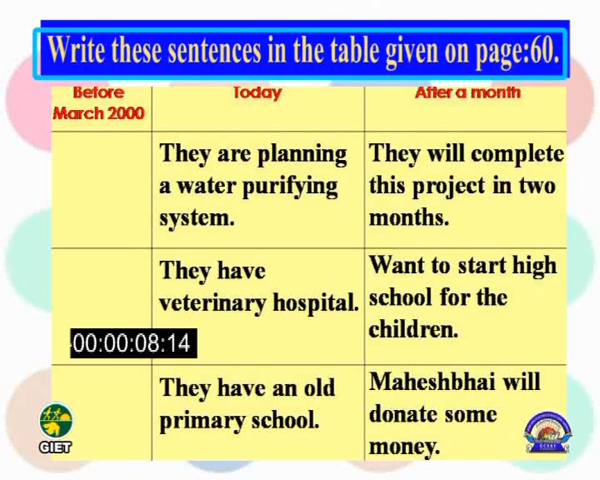 Write these sentences in the table given on page:60.
Before
March 2000
Today
After a month
They are planning
a water purifying
system.
They will complete
this project in two
months.
They have
veterinary hospital.
Want to start high
school for the
children.
00:00:08:14
They have an old
primary school.
Maheshbhai will
donate some
money.
GIET